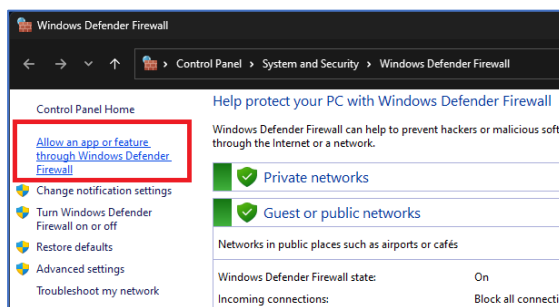 Windows Defender Firewall
Control Panel > System and Security > Windows Defender Firewall
Control Panel Home
Allow an app or feature
through Windows Defender
Firewall
Change notification settings
Turn Windows Defender
Firewall on or off
Restore defaults
Advanced settings
Troubleshoot my network
Help protect your PC with Windows Defender Firewall
Windows Defender Firewall can help to prevent hackers or malicious soft
through the Internet or a network.
Private networks
Guest or public networks
Networks in public places such as airports or cafés
Windows Defender Firewall state: On
Incoming connections: Block all connecti